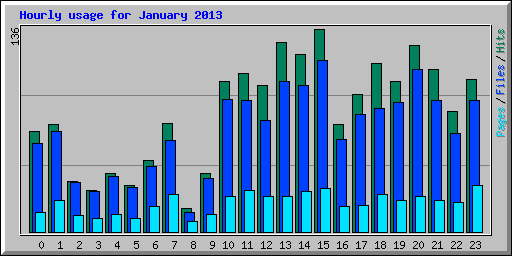 Hourly usage for January 2013
136
Pages/Files/Hits
0 1 2 3 4 5 6 7 8 9 10 11 12 13 14 15 16 17 18 19 20 21 22 23